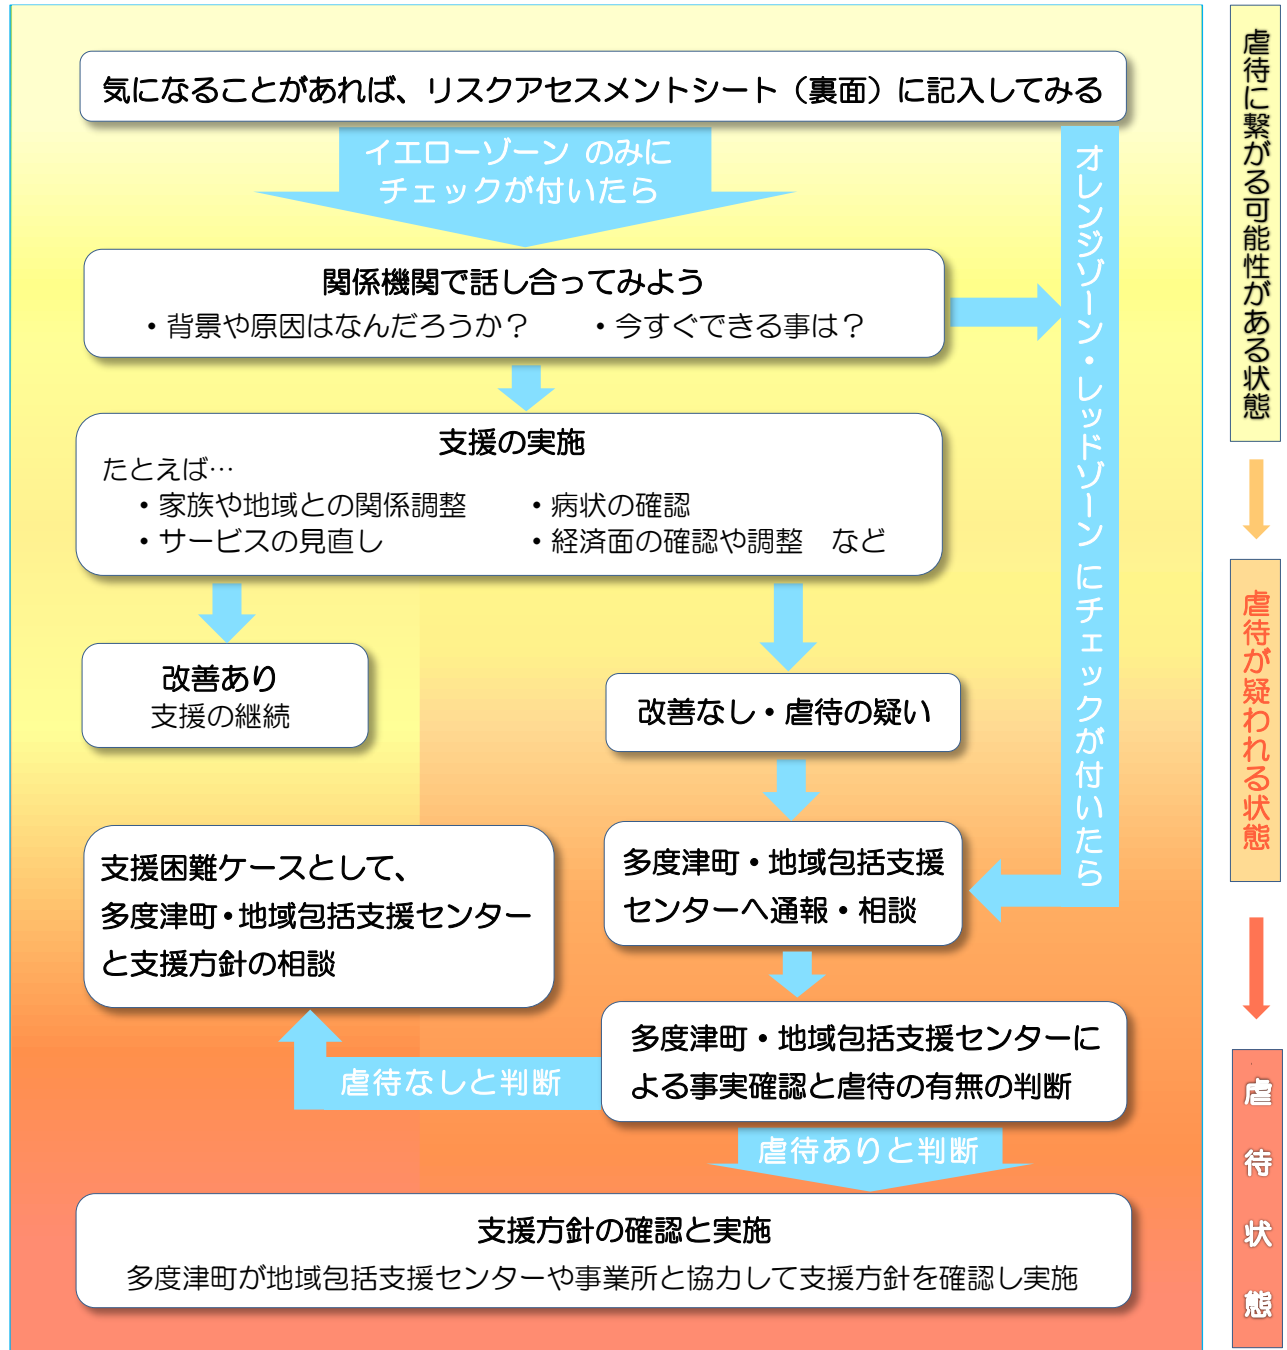 気になることがあれば、リスクアセスメントシート（裏面）に記入してみる
イエローゾーン のみに
チェックが付いたら
オレンジゾーン・レッドゾーン にチェックが付いたら
関係機関で話し合ってみよう
・背景や原因はなんだろうか？　・今すぐできる事は？
支援の実施
たとえば…
・家族や地域との関係調整　・病状の確認
・サービスの見直し　・経済面の確認や調整　など
改善あり
支援の継続
改善なし・虐待の疑い
多度津町・地域包括支援
センターへ通報・相談
支援困難ケースとして、
多度津町・地域包括支援センター
と支援方針の相談
多度津町・地域包括支援センターに
よる事実確認と虐待の有無の判断
虐待なしと判断
虐待ありと判断
支援方針の確認と実施
多度津町が地域包括支援センターや事業所と協力して支援方針を確認し実施
虐待に繋がる可能性がある状態
虐待が疑われる状態
虐待状態